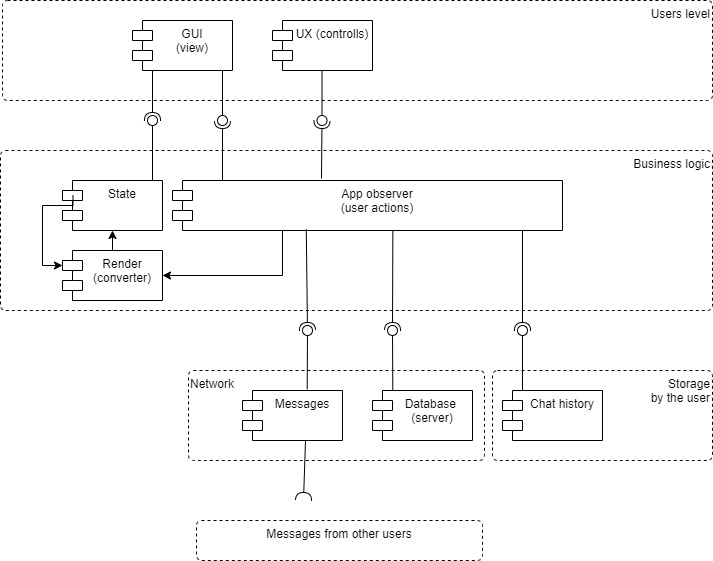 Users level
GUI
(view)
UX (controlls)
Business logic
State
App observer
(user actions)
Render
(converter)
Network
Storage
by the user
Messages
Database
(server)
Chat history
Messages from other users